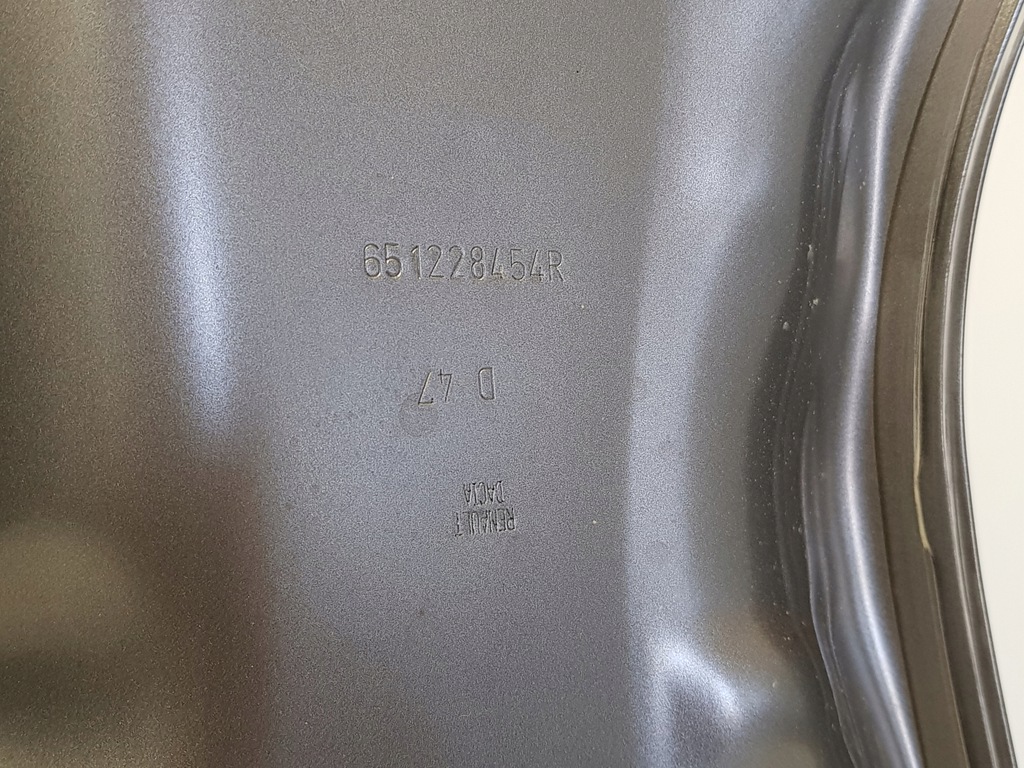 651228454R
D 47
RENAULT
DACIA